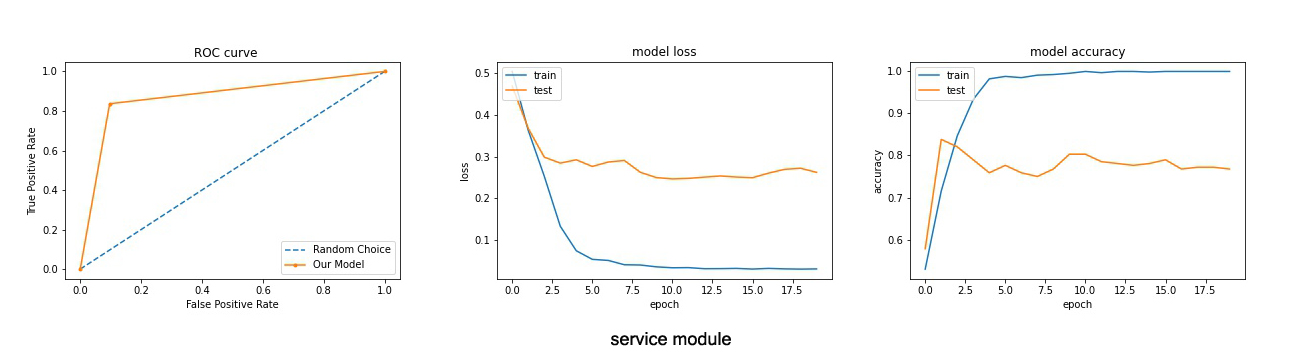 ROC curve
1.0
0.8
0.6
0.4
0.2
0.0
True Positive Rate
0.0 0.2 0.4 0.6 0.8 1.0
False Positive Rate
Random Choice
Our Model
model loss
train
test
0.5
0.4
0.3
0.2
0.1
loss
0.0 2.5 5.0 7.5 10.0 12.5 15.0 17.5
epoch
model accuracy
train
test
1.0
0.9
0.8
0.7
0.6
accuracy
0.0 2.5 5.0 7.5 10.0 12.5 15.0 17.5
epoch
service module